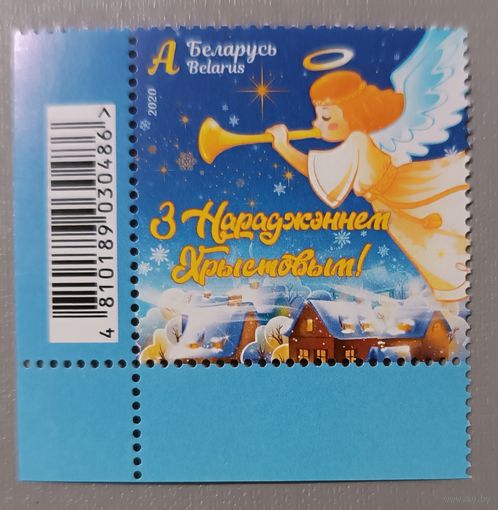 А Беларусь
Belarus
2020
З Нараджэннем
Хрыстовым!
4 810189 030486 >